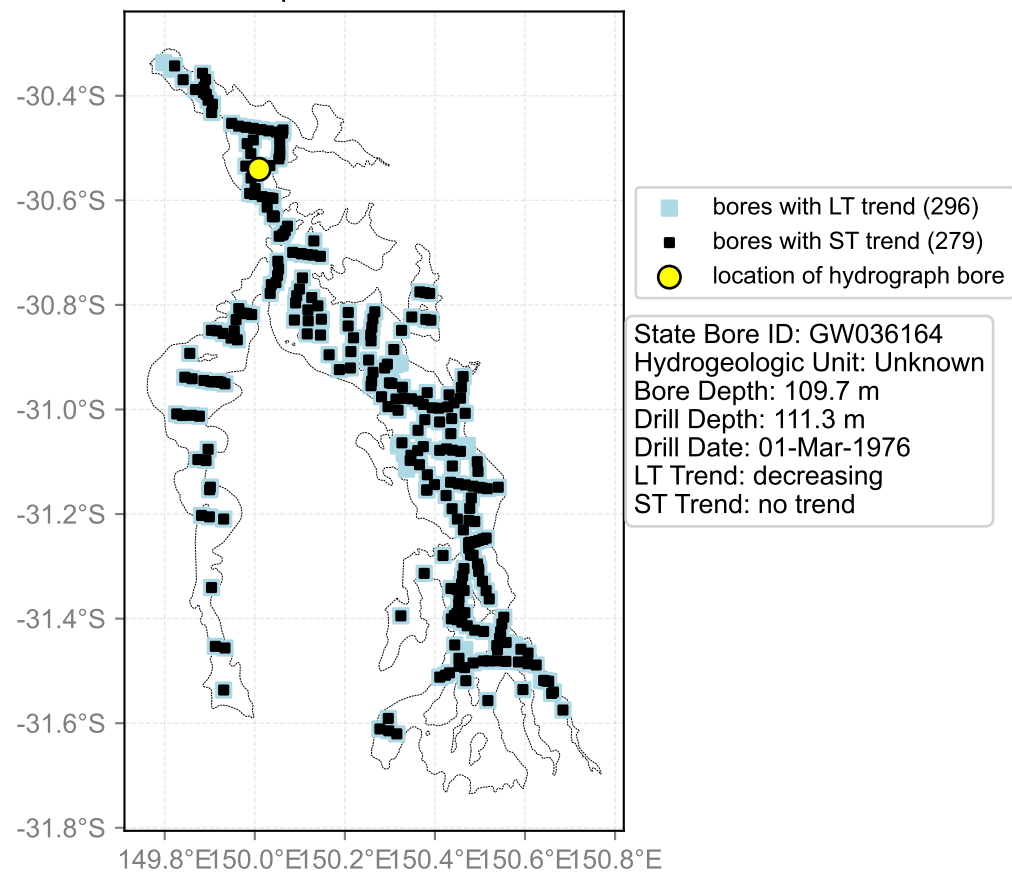 -30.4°S
-30.6°S
-30.8°S
-31.0°S
-31.2°S
-31.4°S
-31.6°S
-31.8°S
149.8°E150.0°E150.2°E150.4°E150.6°E150.8°E
bores with LT trend (296)
bores with ST trend (279)
location of hydrograph bore
State Bore ID: GW036164
Hydrogeologic Unit: Unknown
Bore Depth: 109.7 m
Drill Depth: 111.3 m
Drill Date: 01-Mar-1976
LT Trend: decreasing
ST Trend: no trend